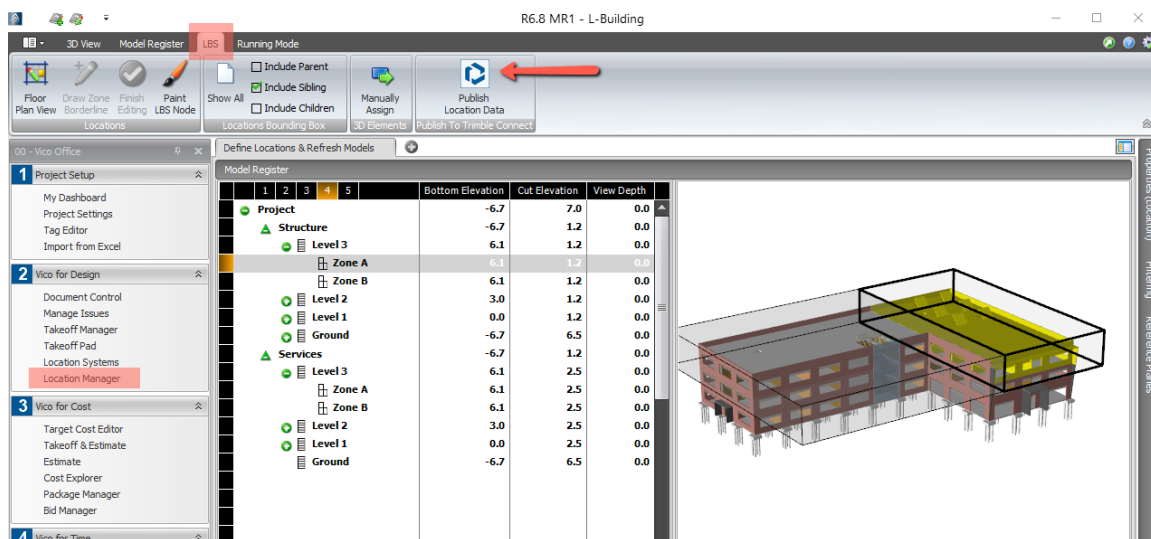 R6.8 MR1 - L-Building
3D View Model Register LBS Running Mode
Floor Plan View
Draw Zone Borderline
Finish Editing
Paint LBS Node
Locations
Show All
Include Parent
Include Sibling
Include Children
Locations Bounding Box
Manually Assign
3D Elements
Publish Location Data
Publish To Trimble Connect
00 - Vico Office
1 Project Setup
My Dashboard
Project Settings
Tag Editor
Import from Excel
2 Vico for Design
Document Control
Manage Issues
Takeoff Manager
Takeoff Pad
Location Systems
Location Manager
3 Vico for Cost
Target Cost Editor
Takeoff & Estimate
Estimate
Cost Explorer
Package Manager
Bid Manager
4 Vico for Time
Define Locations & Refresh Models
Model Register
1 2 3 4 5 Bottom Elevation Cut Elevation View Depth
Project -6.7 7.0 0.0
Structure -6.7 1.2 0.0
Level 3 6.1 1.2 0.0
Zone A 6.1 1.2 0.0
Zone B 6.1 1.2 0.0
Level 2 3.0 1.2 0.0
Level 1 0.0 1.2 0.0
Ground -6.7 6.5 0.0
Services -6.7 1.2 0.0
Level 3 6.1 2.5 0.0
Zone A 6.1 2.5 0.0
Zone B 6.1 2.5 0.0
Level 2 3.0 2.5 0.0
Level 1 0.0 2.5 0.0
Ground -6.7 6.5 0.0
Properties (Location)
Filtering
Reference Planes